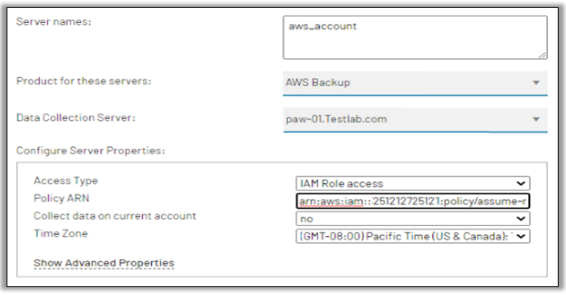 Server names:
aws_account
Product for these servers:
AWS Backup
Data Collection Server:
paw-01.Testlab.com
Configure Server Properties:
Access Type
IAM Role access
Policy ARN
arn:aws:iam::251212725121:policy/assume-r
Collect data on current account
no
Time Zone
(GMT-08:00) Pacific Time (US & Canada);
Show Advanced Properties